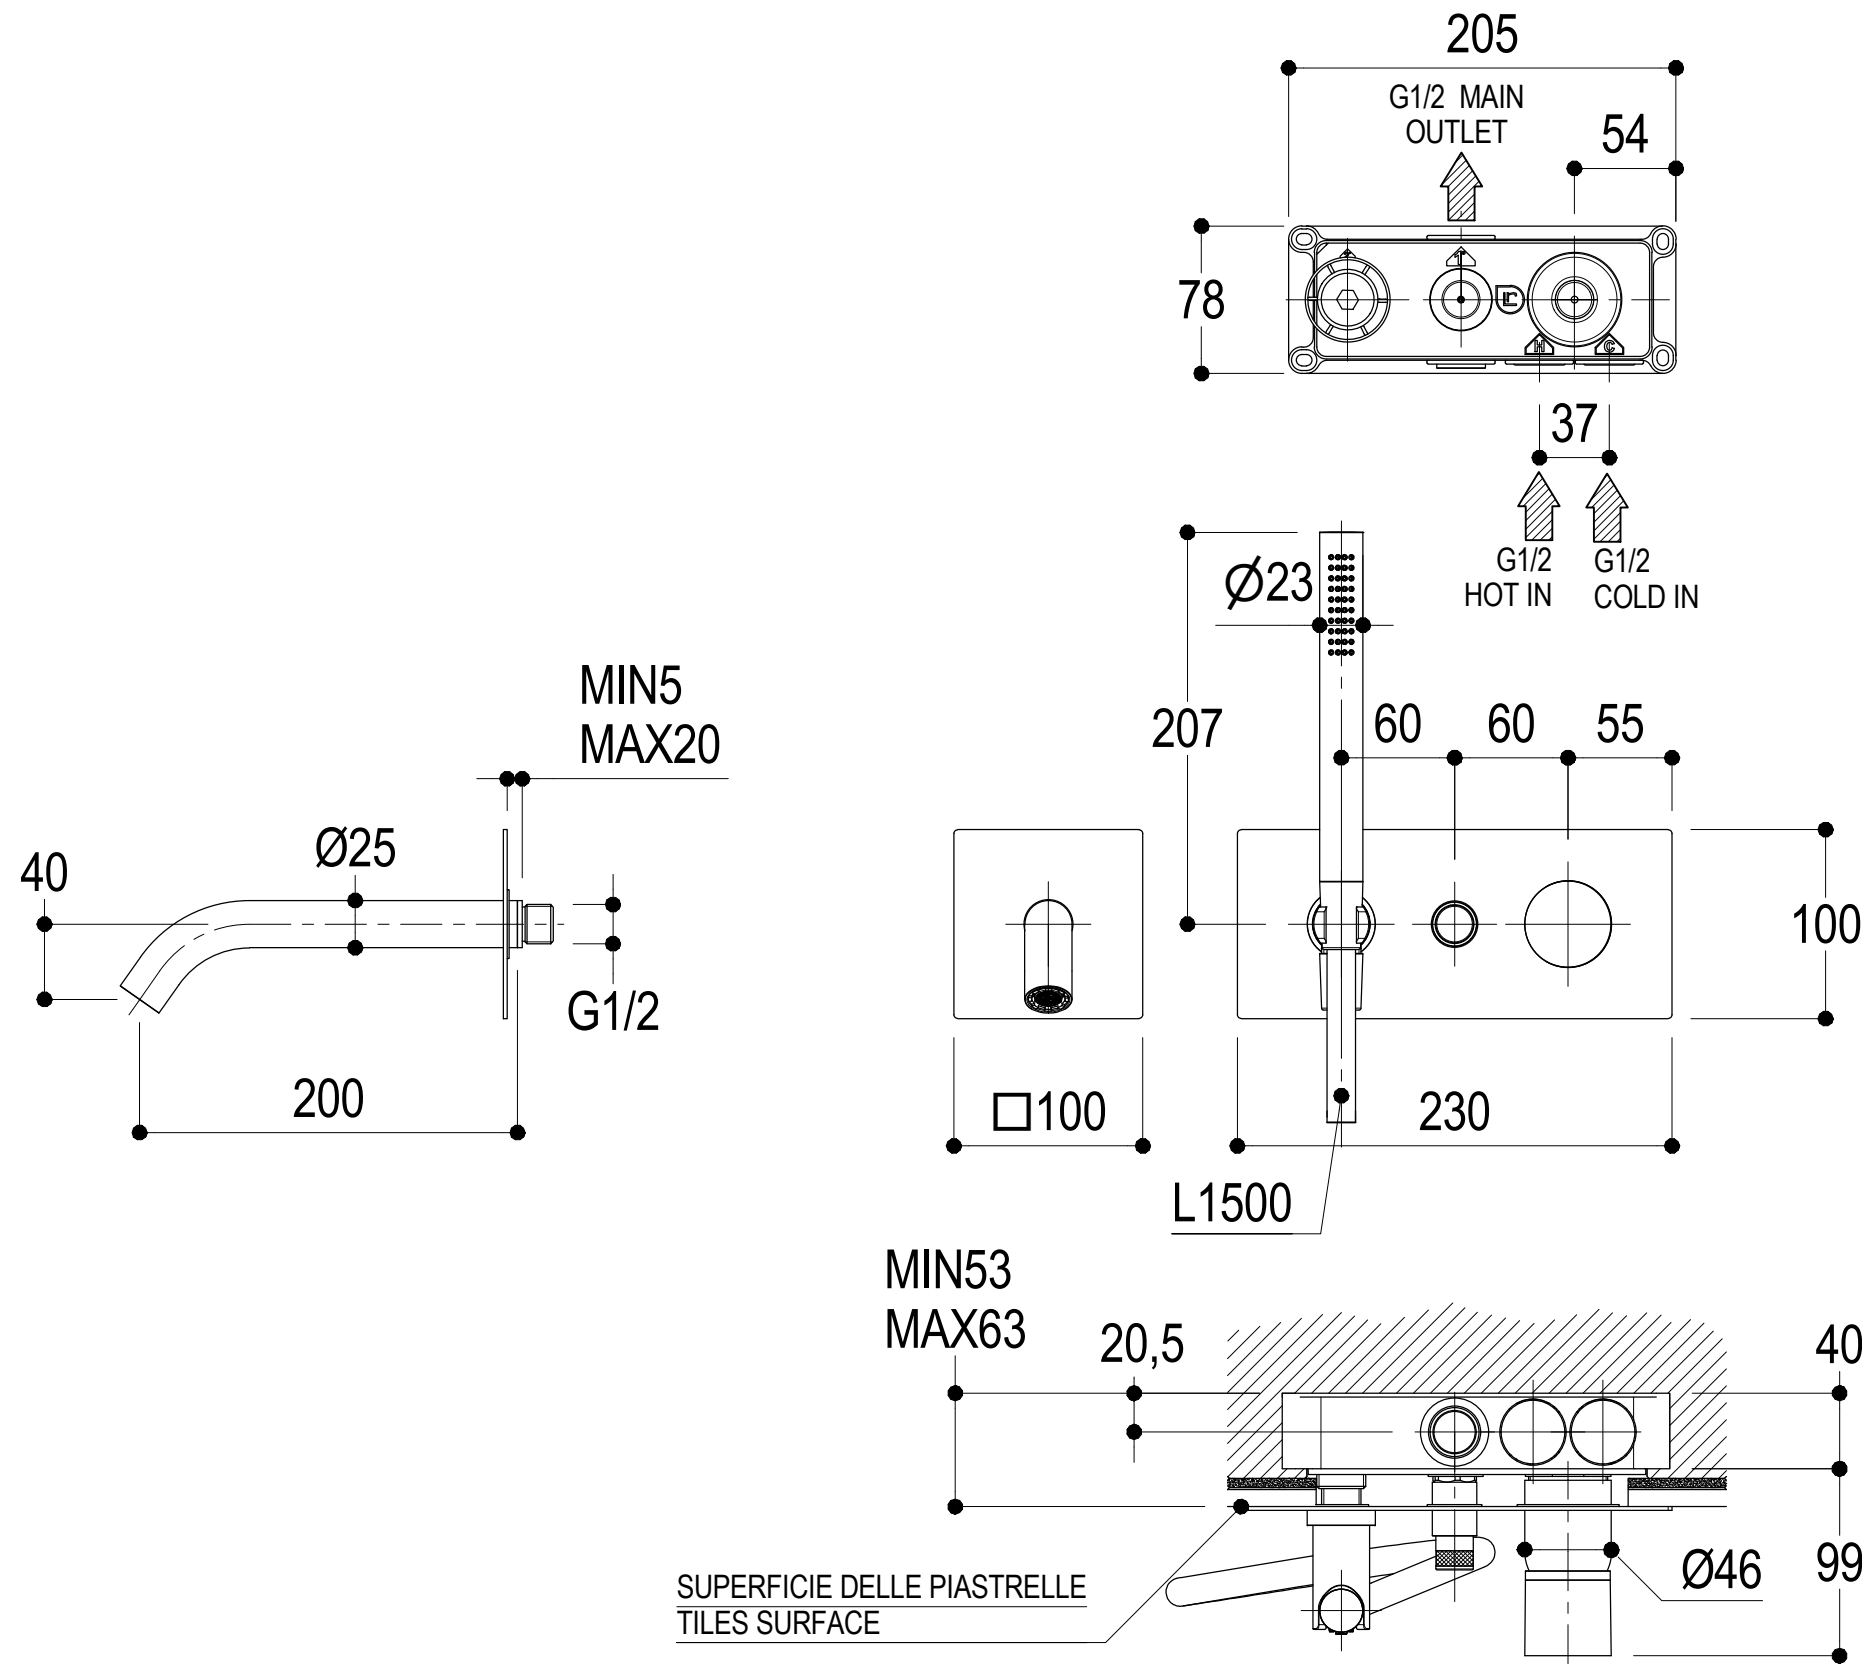 205
G1/2 MAIN
OUTLET
54
78
H
C
37
G1/2
HOT IN
G1/2
COLD IN
Ø23
207
60
60
55
MIN5
MAX20
40
Ø25
G1/2
200
100
□100
230
L1500
MIN53
MAX63
20,5
40
Ø46
99
SUPERFICIE DELLE PIASTRELLE
TILES SURFACE